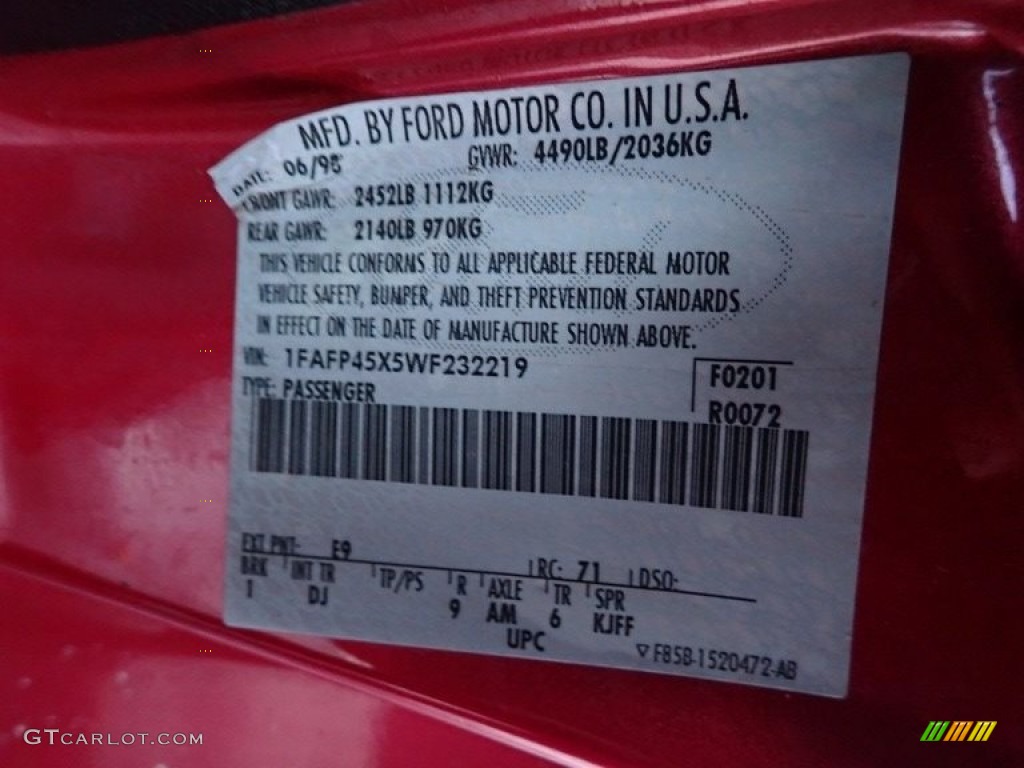 MFD. BY FORD MOTOR CO. IN U.S.A.
DATE: 06/98 GVWR: 4490LB/2036KG
FRONT GAWR: 2452LB 1112KG
REAR GAWR: 2140LB 970KG
THIS VEHICLE CONFORMS TO ALL APPLICABLE FEDERAL MOTOR
VEHICLE SAFETY, BUMPER, AND THEFT PREVENTION STANDARDS
IN EFFECT ON THE DATE OF MANUFACTURE SHOWN ABOVE.
VIN: 1FAFP45X5WF232219
TYPE: PASSENGER
F0201
R0072
EXT PNT: E9 RC: 71 DSO:
BRK INT TR TP/PS R AXLE TR SPR
1 DJ 9 AM 6 KJFF
UPC
▽ F85B-1520472-AB
GTCARLOT.COM